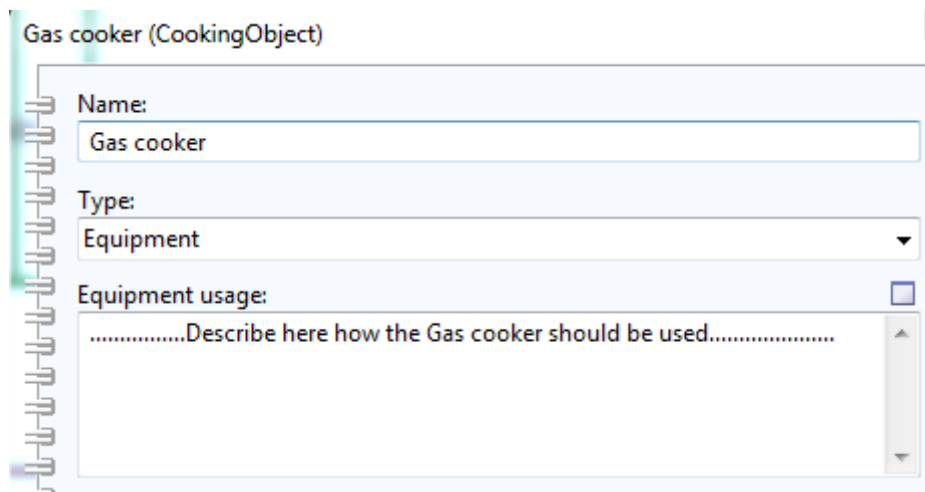 Gas cooker (CookingObject)
Name:
Gas cooker
Type:
Equipment
Equipment usage:
................Describe here how the Gas cooker should be used.....................